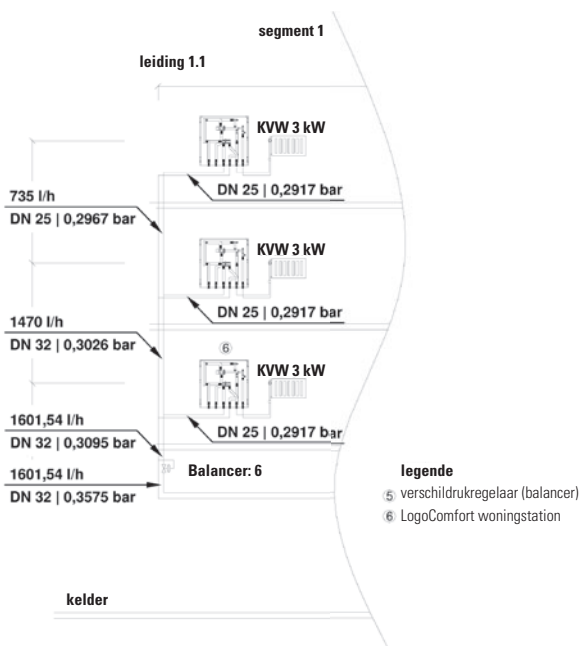 segment 1
leiding 1.1
KVW 3 kW
DN 25 | 0,2917 bar
735 l/h
DN 25 | 0,2967 bar
KVW 3 kW
DN 25 | 0,2917 bar
1470 l/h
DN 32 | 0,3026 bar
6
KVW 3 kW
DN 25 | 0,2917 bar
1601,54 l/h
DN 32 | 0,3095 bar
Balancer: 6
1601,54 l/h
DN 32 | 0,3575 bar
legende
5 verschildrukregelaar (balancer)
6 LogoComfort woningstation
kelder